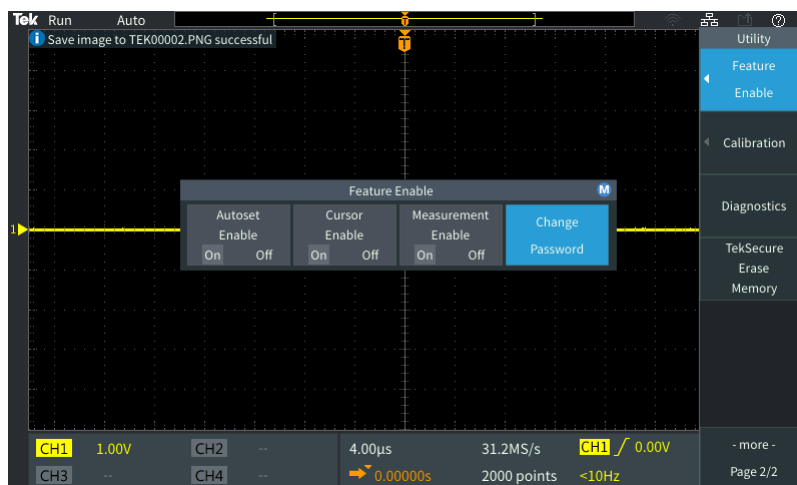 Tek Run Auto
T
i Save image to TEK00002.PNG successful
T
Utility
Feature
Enable
Calibration
Diagnostics
TekSecure
Erase
Memory
- more -
Page 2/2
Feature Enable M
Autoset
Enable
On Off
Cursor
Enable
On Off
Measurement
Enable
On Off
Change
Password
1
CH1 1.00V CH2 -- 4.00µs 31.2MS/s CH1 0.00V
CH3 -- CH4 -- 0.00000s 2000 points <10Hz